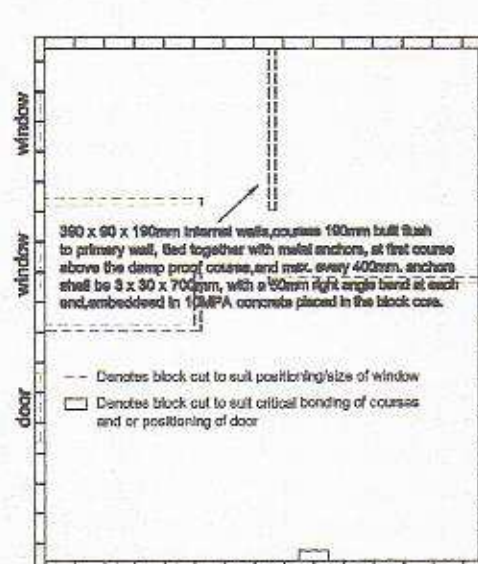 window
window
door
390 x 90 x 190mm internal walls,courses 190mm built flush
to primary wall, tied together with metal anchors, at first course
above the damp proof course,and max. every 400mm. anchors
shall be 3 x 30 x 700mm, with a 50mm right angle bend at each
end,embedded in 10MPA concrete placed in the block core.
Denotes block cut to suit positioning/size of window
Denotes block cut to suit critical bonding of courses
and or positioning of door